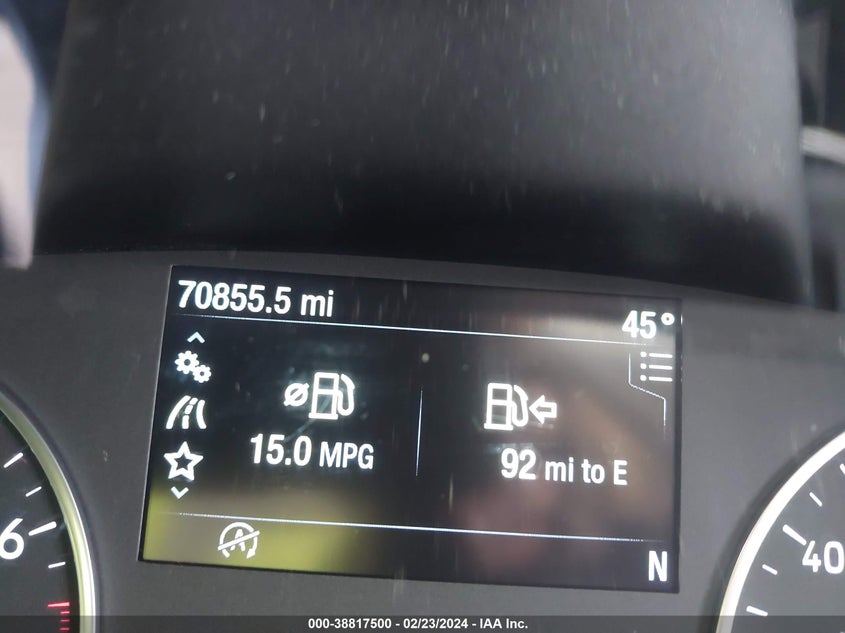 70855.5 mi
45°
15.0 MPG
92 mi to E
A
N
6
40
000-38817500 - 02/23/2024 - IAA Inc.